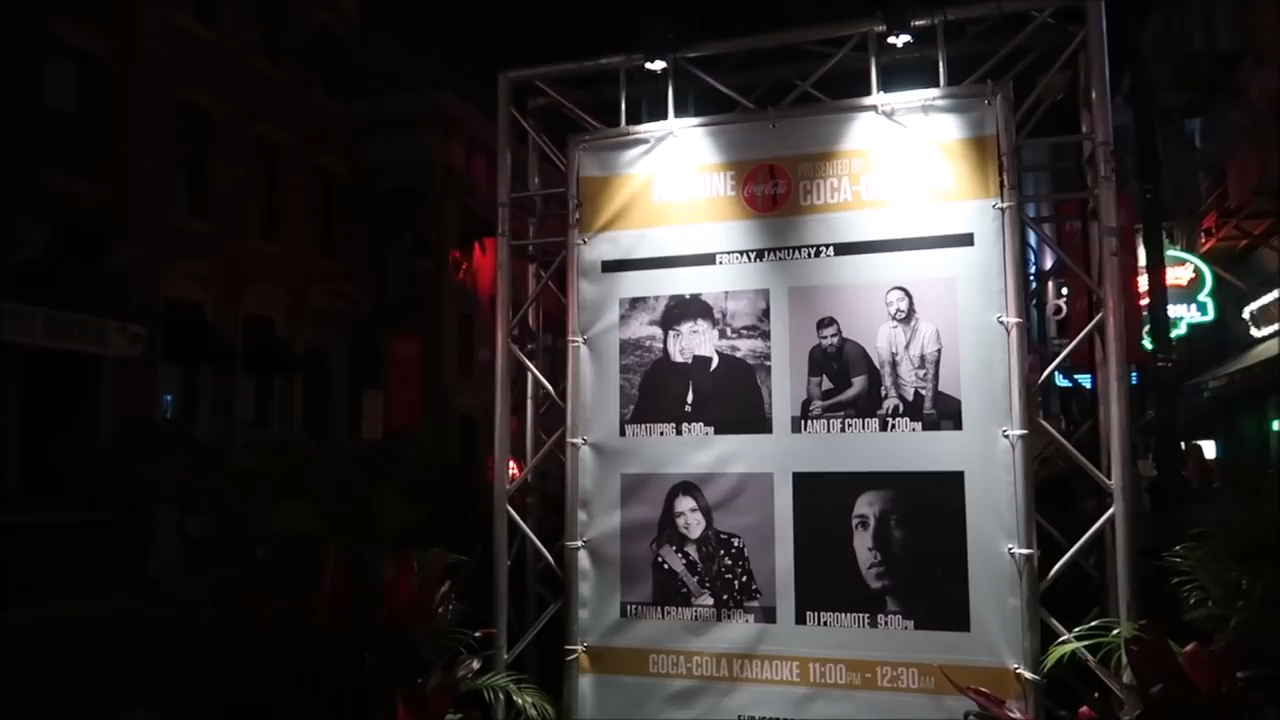 PRESENTED BY
Coca-Cola
FRIDAY, JANUARY 24
WHATUPRG 6:00PM
LAND OF COLOR 7:00PM
LEANNA CRAWFORD 8:00PM
DJ PROMOTE 9:00PM
COCA-COLA KARAOKE 11:00PM - 12:30AM